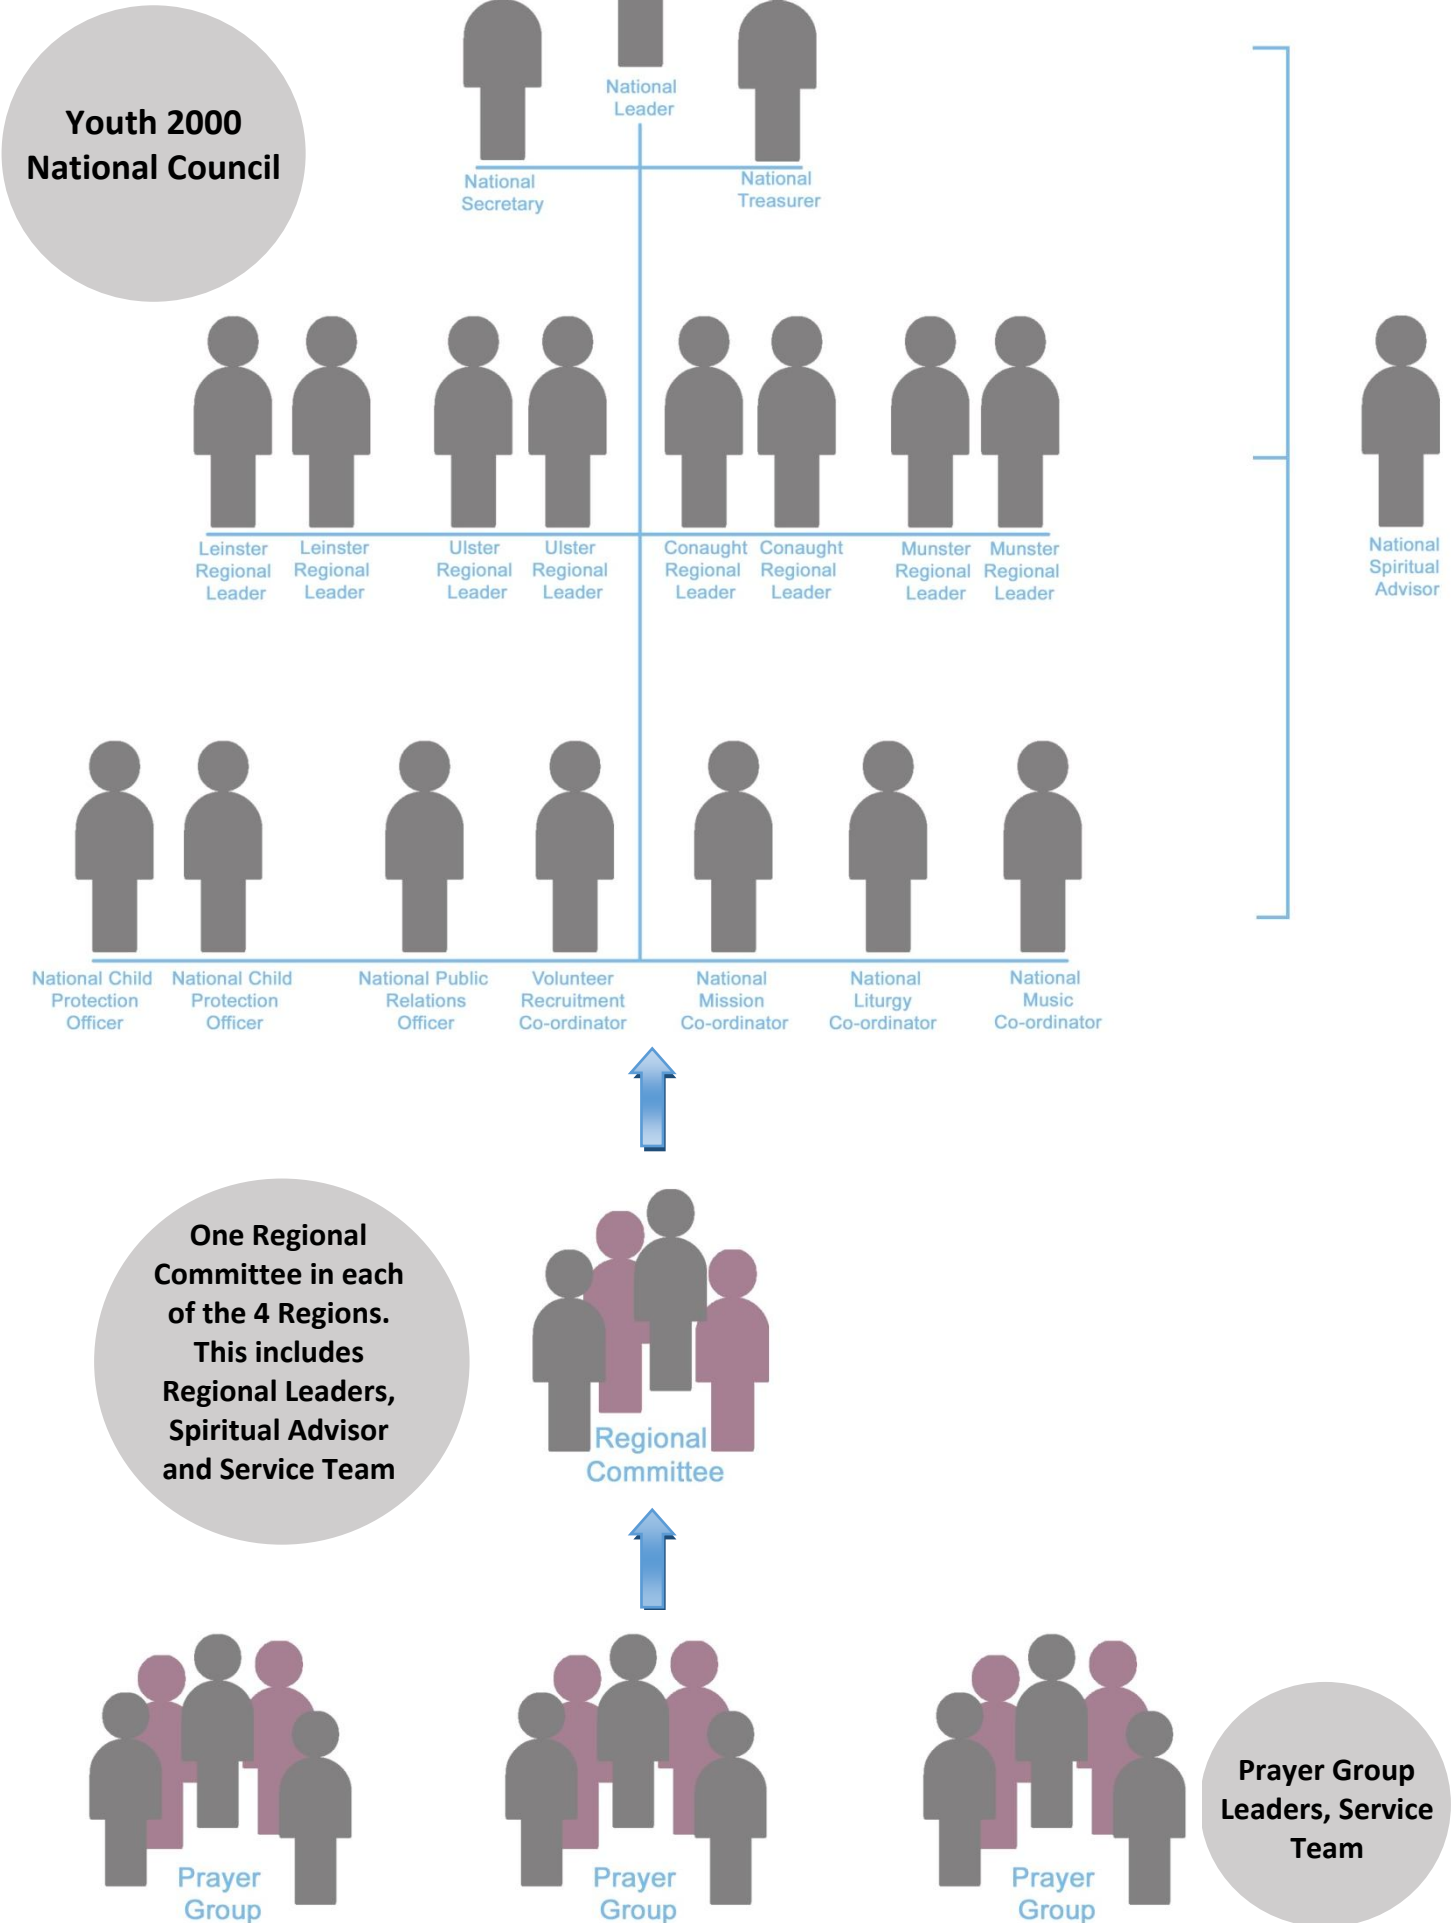 Youth 2000
National Council
National
Leader
National
Secretary
National
Treasurer
Leinster
Regional
Leader
Leinster
Regional
Leader
Ulster
Regional
Leader
Ulster
Regional
Leader
Conaught
Regional
Leader
Conaught
Regional
Leader
Munster
Regional
Leader
Munster
Regional
Leader
National
Spiritual
Advisor
National Child
Protection
Officer
National Child
Protection
Officer
National Public
Relations
Officer
Volunteer
Recruitment
Co-ordinator
National
Mission
Co-ordinator
National
Liturgy
Co-ordinator
National
Music
Co-ordinator
One Regional
Committee in each
of the 4 Regions.
This includes
Regional Leaders,
Spiritual Advisor
and Service Team
Regional
Committee
Prayer
Group
Prayer
Group
Prayer
Group
Prayer Group
Leaders, Service
Team